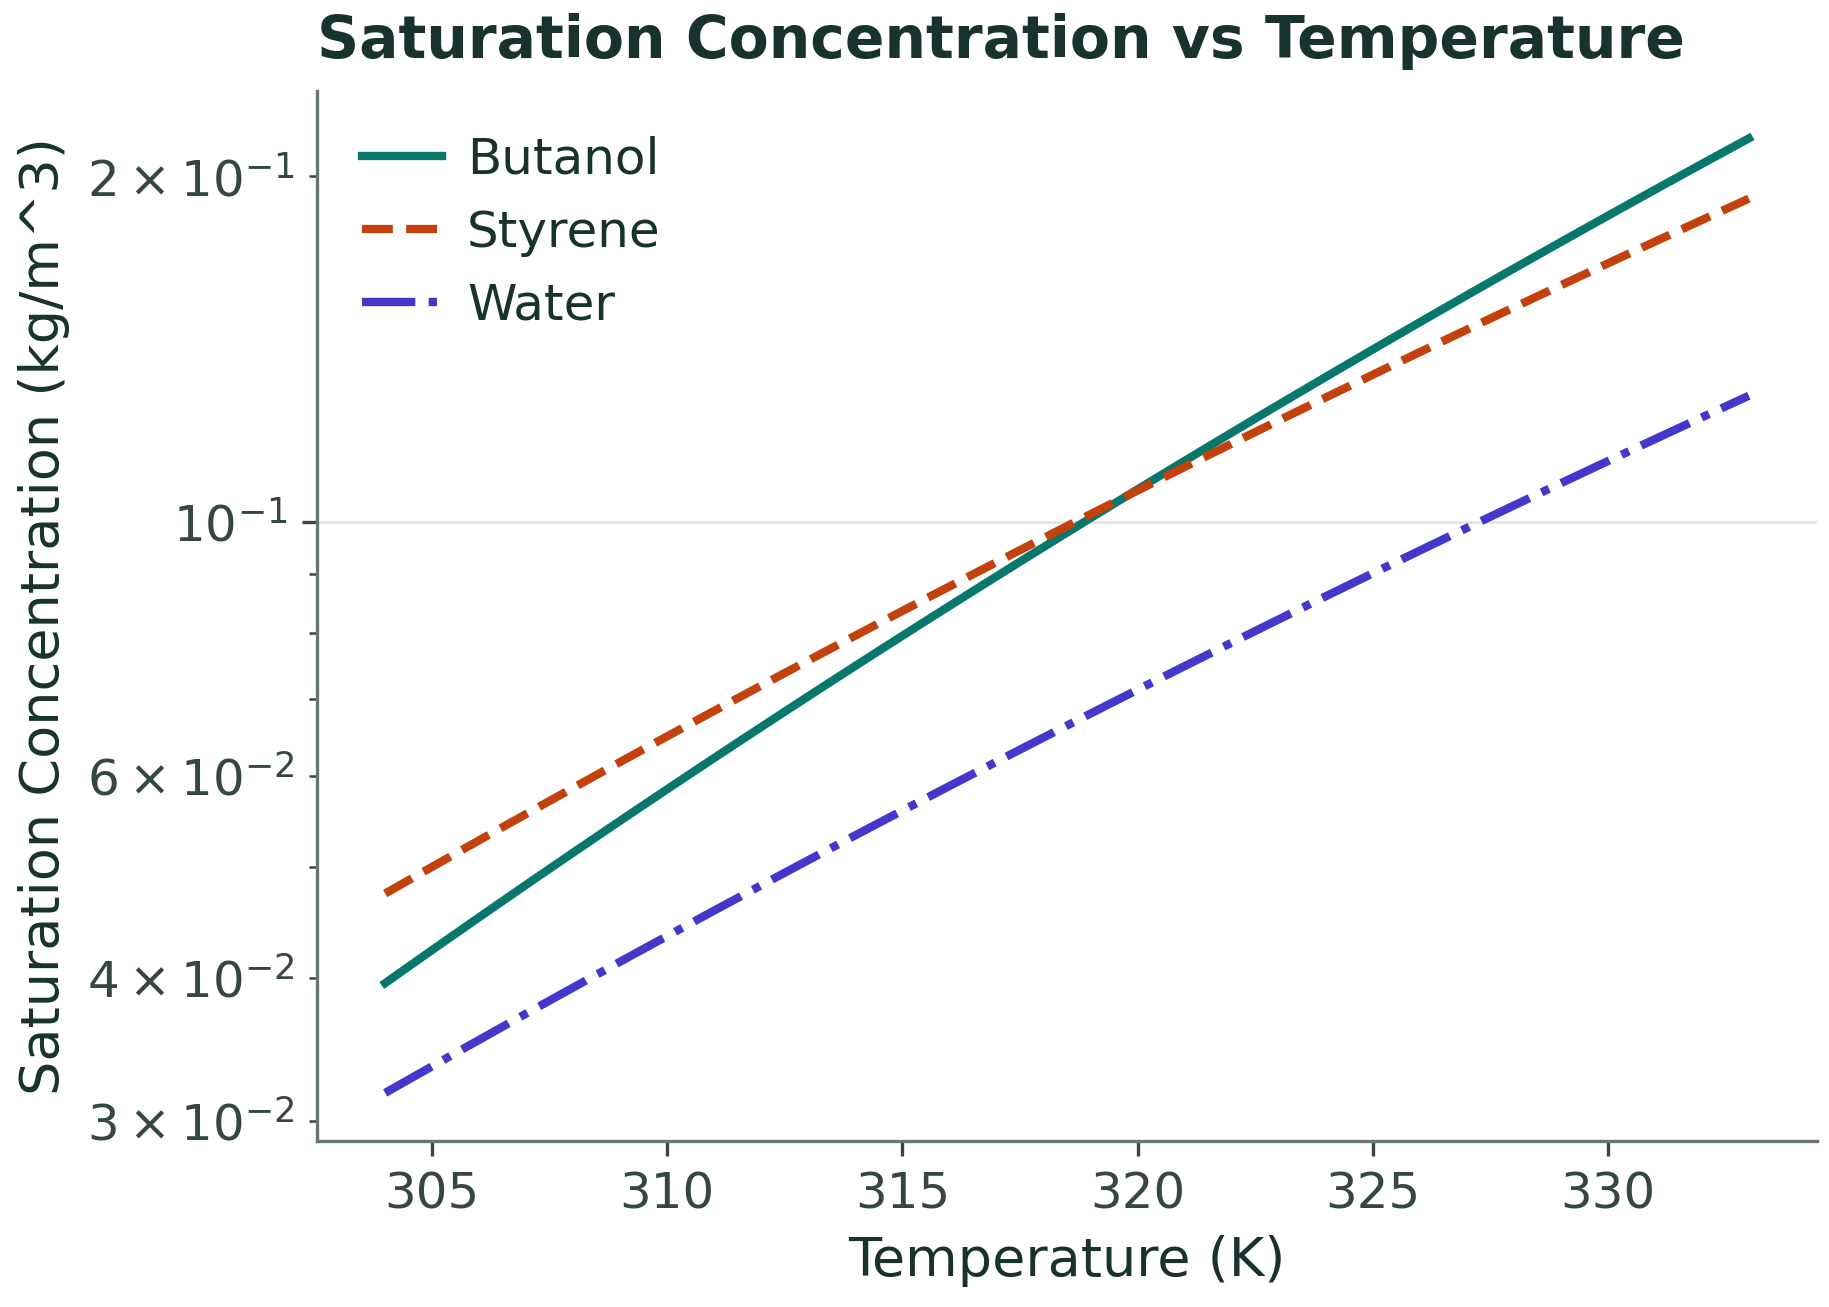 Saturation Concentration vs Temperature
Saturation Concentration (kg/m^3)
2 × 10⁻¹
10⁻¹
6 × 10⁻²
4 × 10⁻²
3 × 10⁻²
Butanol
Styrene
Water
305 310 315 320 325 330
Temperature (K)